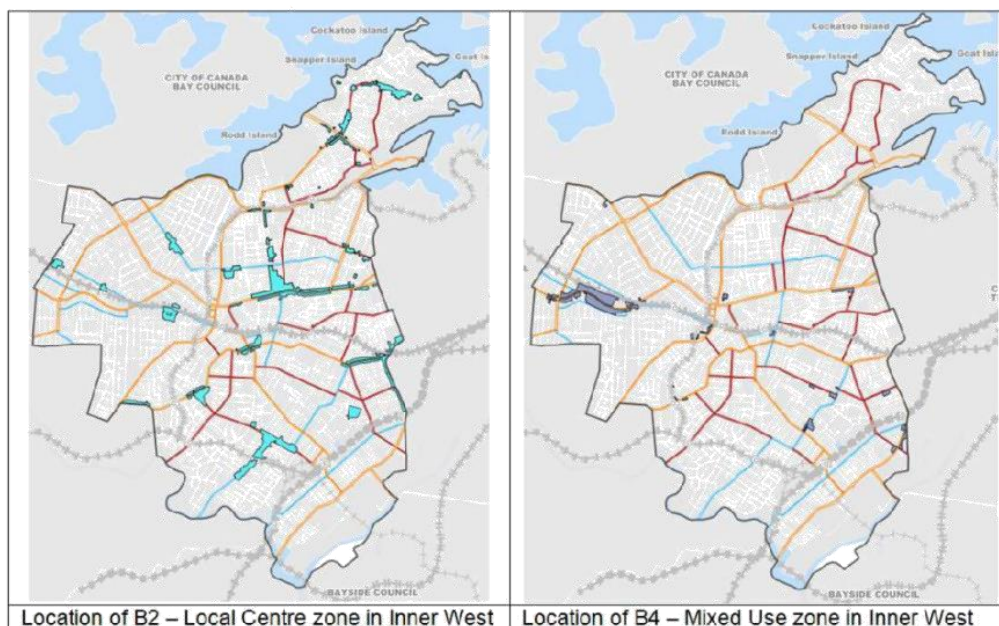 Cockatoo Island
Snapper Island
Goat Is
CITY OF CANADA
BAY COUNCIL
Rodd Island
BAYSIDE COUNCIL
Location of B2 – Local Centre zone in Inner West
Cockatoo Island
Snapper Island
Goat Isl
CITY OF CANADA
BAY COUNCIL
Rodd Island
BAYSIDE COUNCIL
Location of B4 – Mixed Use zone in Inner West